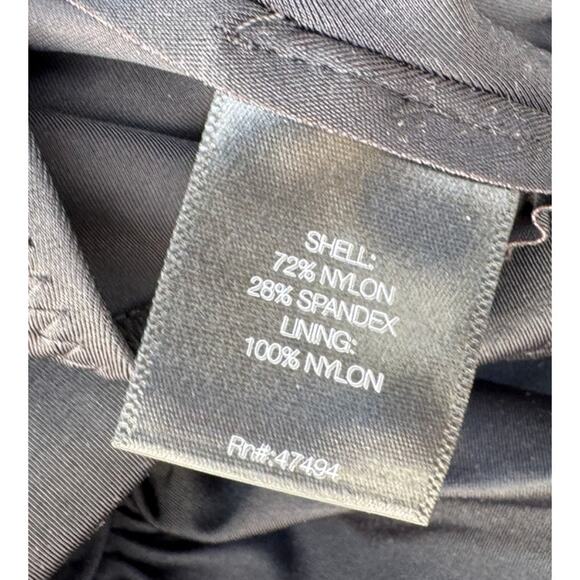 SHELL:
72% NYLON
28% SPANDEX
LINING:
100% NYLON
Rn#:47494